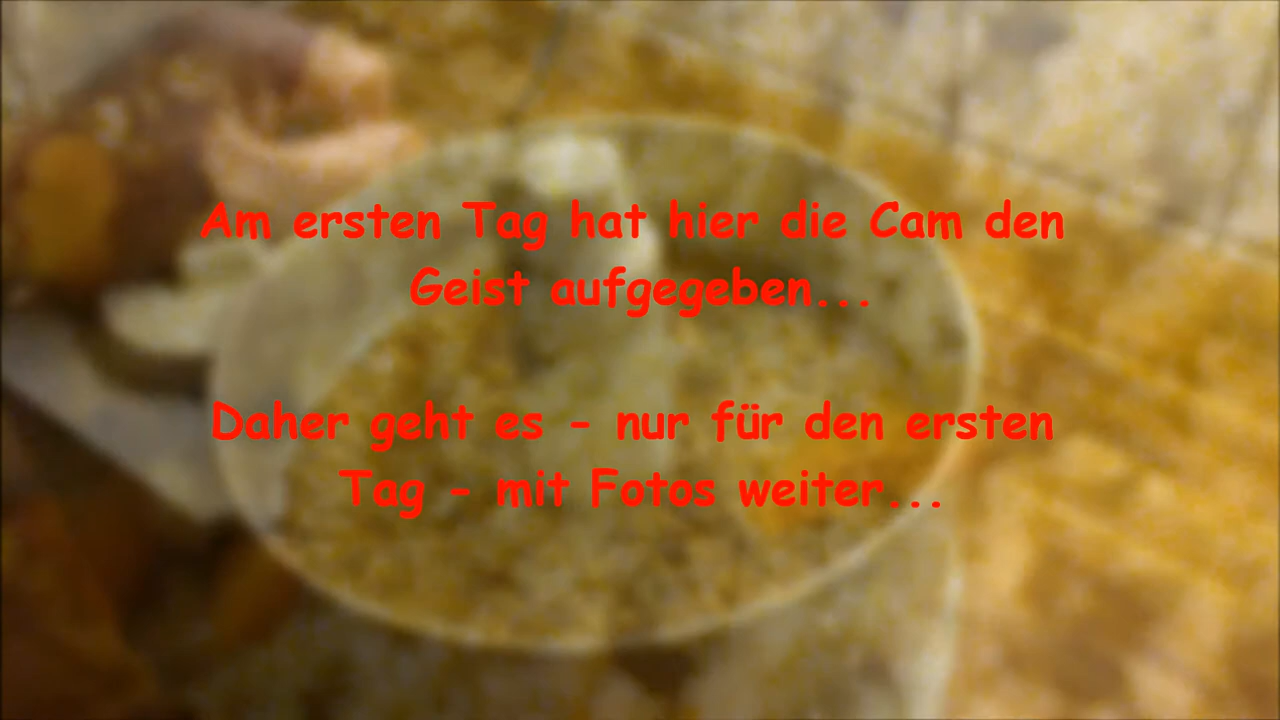 Am ersten Tag hat hier die Cam den
Geist aufgegeben...
Daher geht es - nur für den ersten
Tag - mit Fotos weiter...